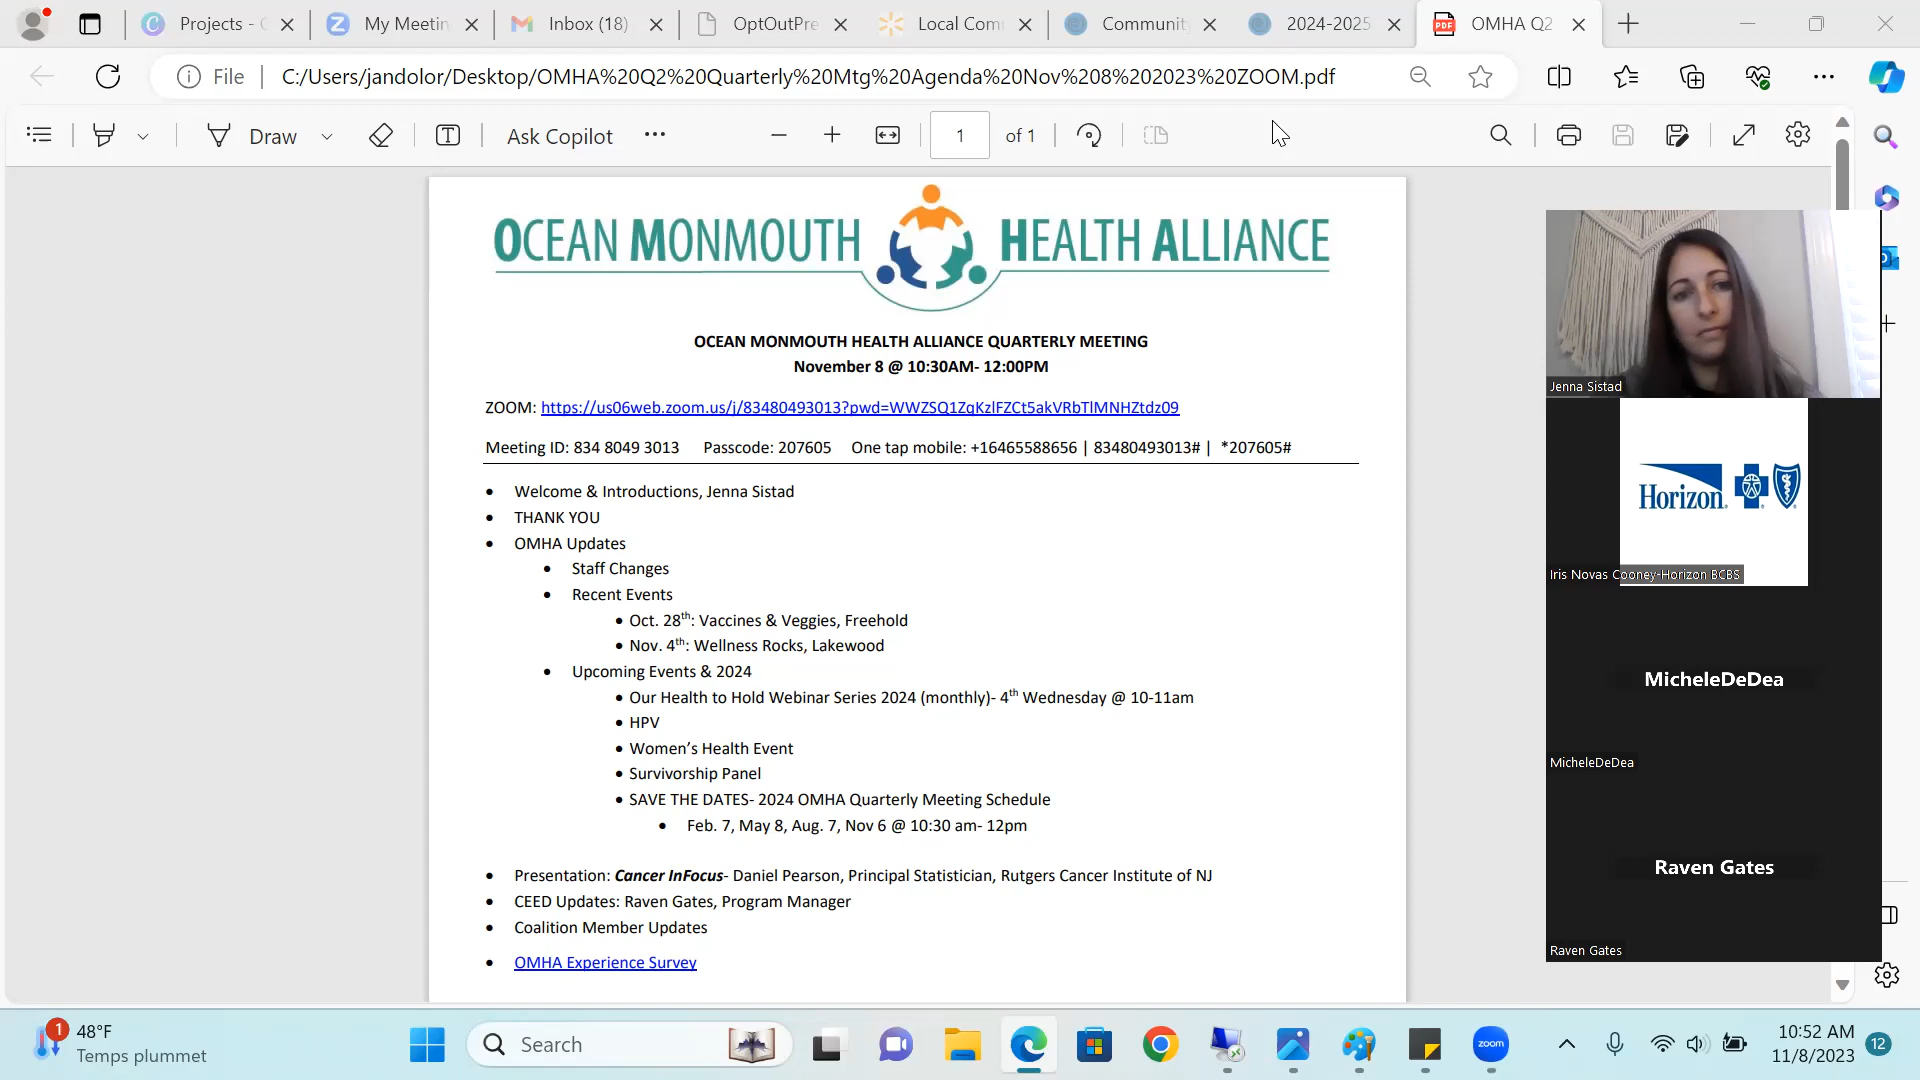 Projects - C
My Meetin
Inbox (18)
OptOutPre
Local Com
Community
2024-2025
OMHA Q2
File
C:/Users/jandolor/Desktop/OMHA%20Q2%20Quarterly%20Mtg%20Agenda%20Nov%208%202023%20ZOOM.pdf
Draw
Ask Copilot
1
of 1
OCEAN MONMOUTH HEALTH ALLIANCE
OCEAN MONMOUTH HEALTH ALLIANCE QUARTERLY MEETING
November 8 @ 10:30AM- 12:00PM
ZOOM: https://us06web.zoom.us/j/83480493013?pwd=WWZSQ1ZqKzlFZCt5akVRbTlMNHZtdz09
Meeting ID: 834 8049 3013 Passcode: 207605 One tap mobile: +16465588656 | 83480493013# | *207605#
• Welcome & Introductions, Jenna Sistad
• THANK YOU
• OMHA Updates
• Staff Changes
• Recent Events
• Oct. 28th: Vaccines & Veggies, Freehold
• Nov. 4th: Wellness Rocks, Lakewood
• Upcoming Events & 2024
• Our Health to Hold Webinar Series 2024 (monthly)- 4th Wednesday @ 10-11am
• HPV
• Women's Health Event
• Survivorship Panel
• SAVE THE DATES- 2024 OMHA Quarterly Meeting Schedule
• Feb. 7, May 8, Aug. 7, Nov 6 @ 10:30 am- 12pm
• Presentation: Cancer InFocus- Daniel Pearson, Principal Statistician, Rutgers Cancer Institute of NJ
• CEED Updates: Raven Gates, Program Manager
• Coalition Member Updates
• OMHA Experience Survey
Jenna Sistad
Horizon
Iris Novas Cooney-Horizon BCBS
MicheleDeDea
MicheleDeDea
Raven Gates
Raven Gates
1
48°F
Temps plummet
Search
zoom
10:52 AM
11/8/2023
12